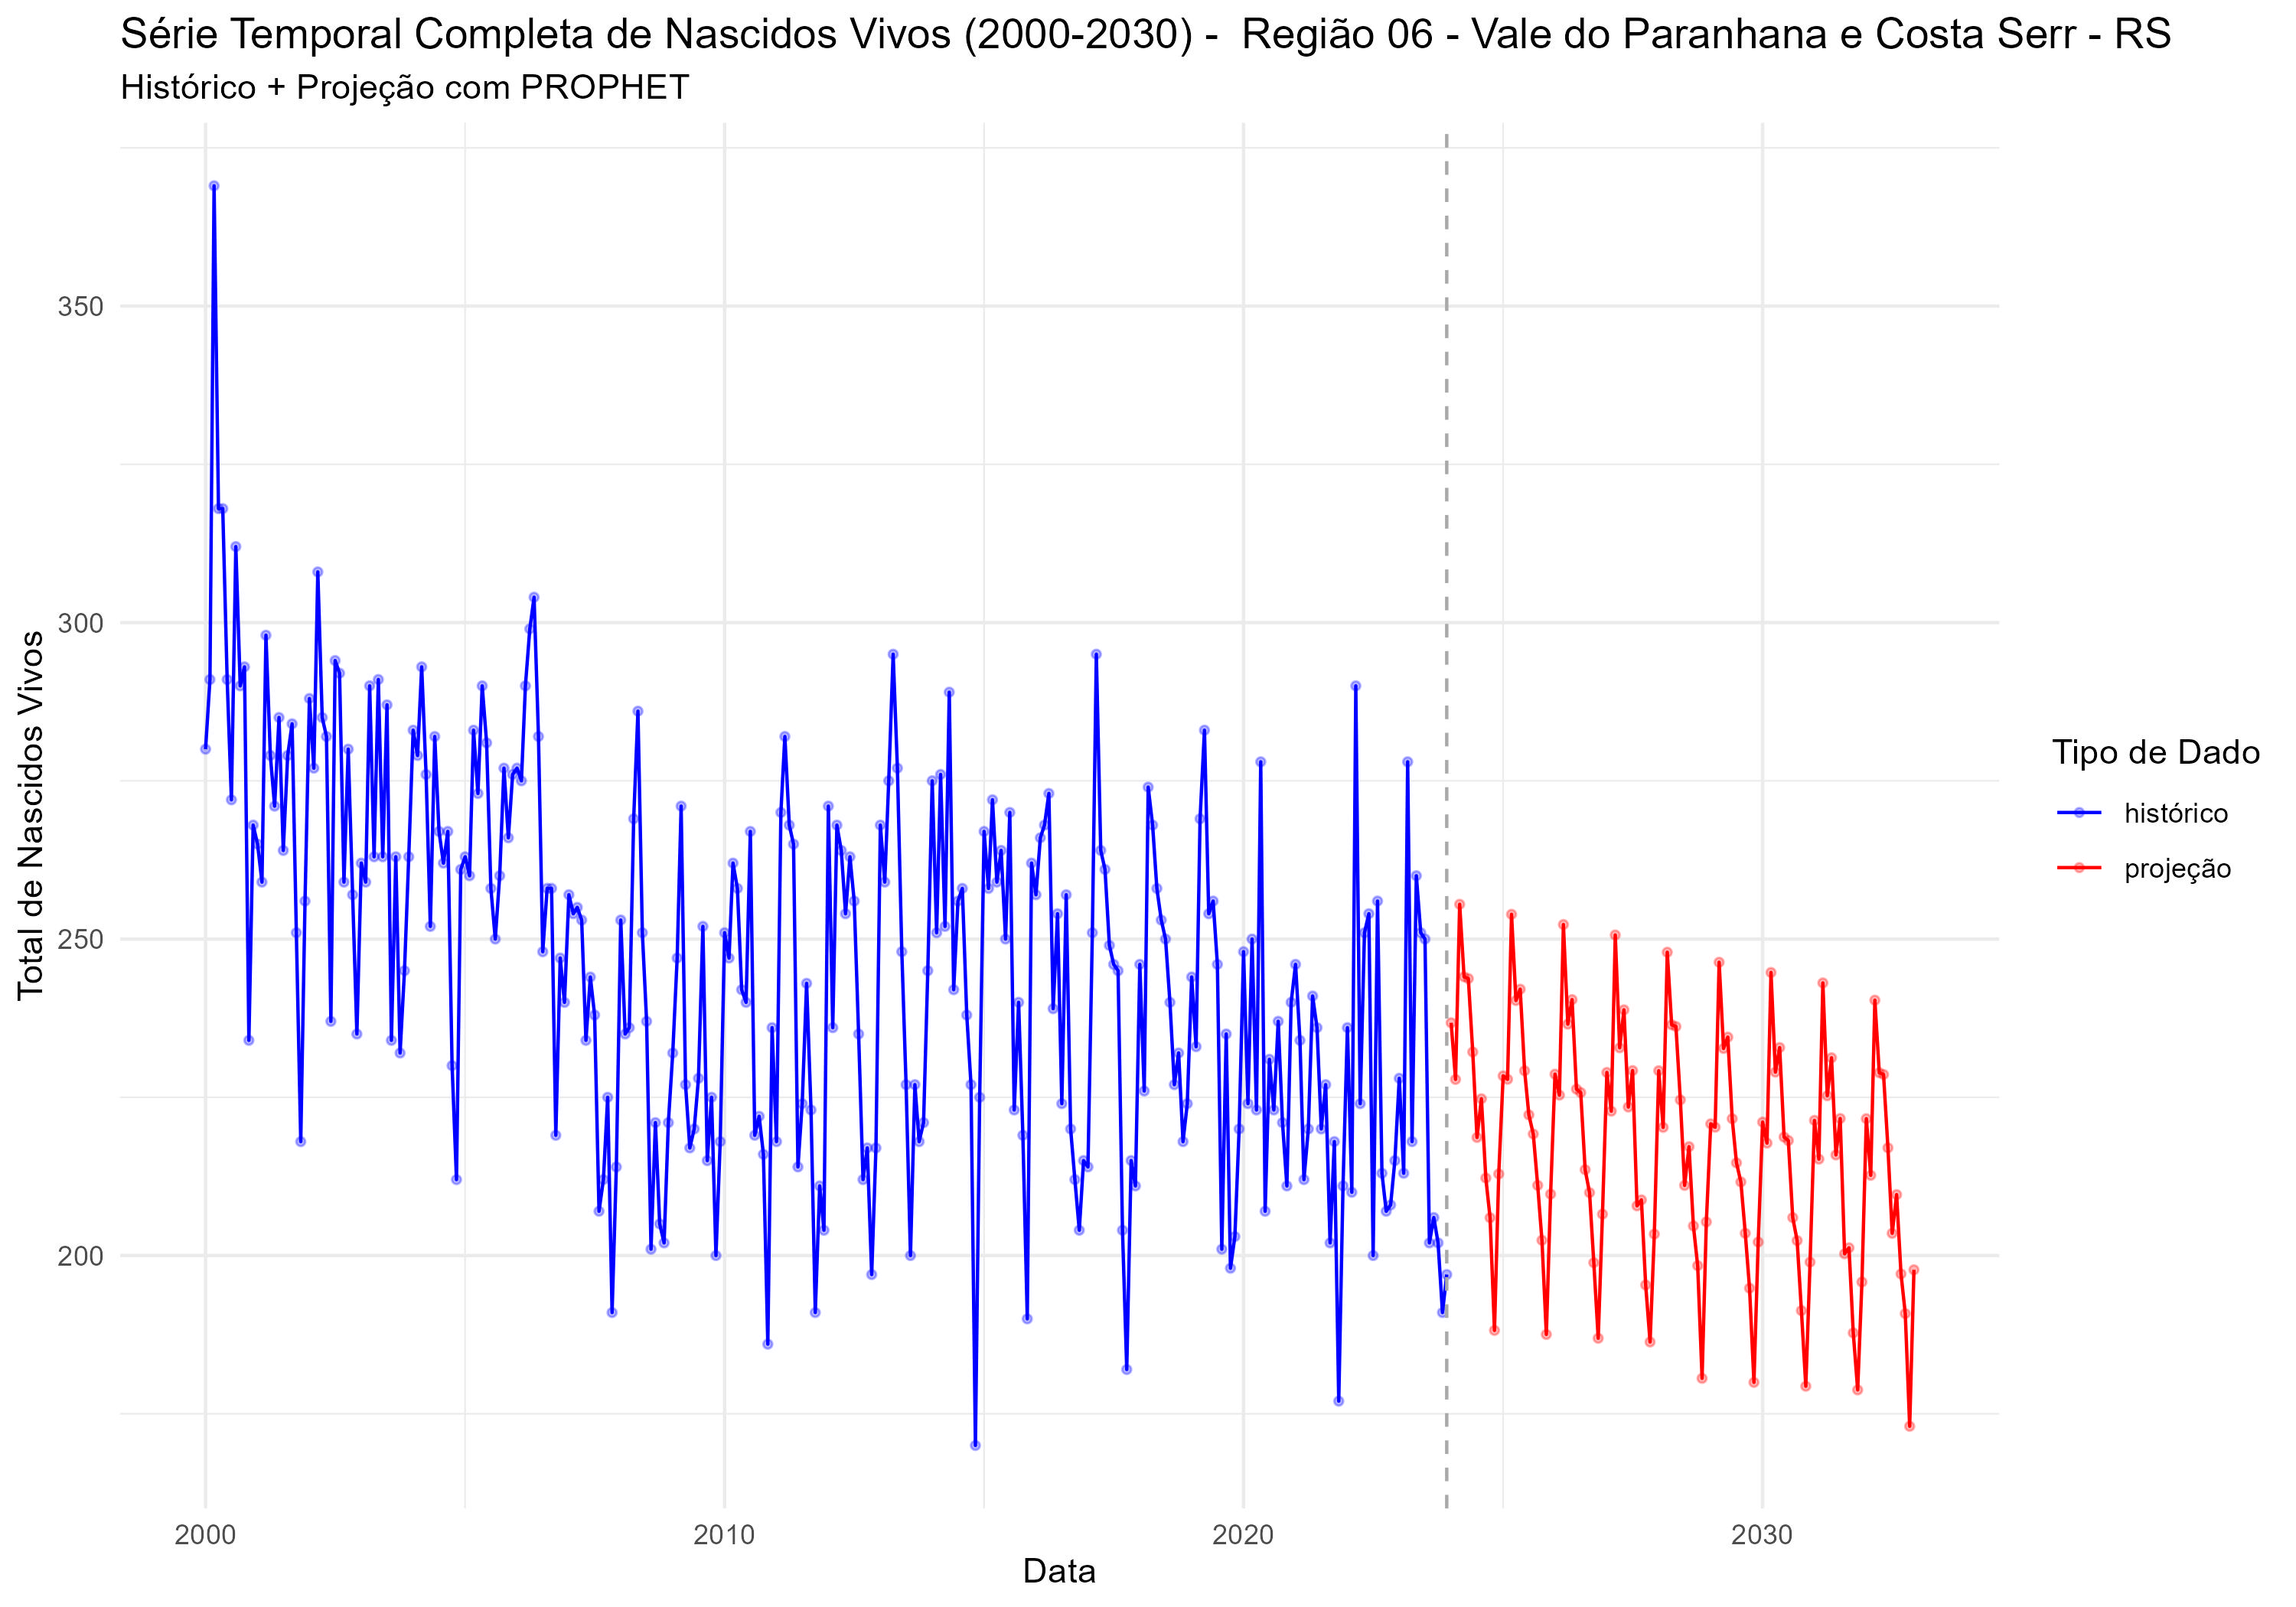 Série Temporal Completa de Nascidos Vivos (2000-2030) -  Região 06 - Vale do Paranhana e Costa Serr - RS
Histórico + Projeção com PROPHET
Total de Nascidos Vivos
350
300
250
200
2000
2010
2020
2030
Data
Tipo de Dado
histórico
projeção